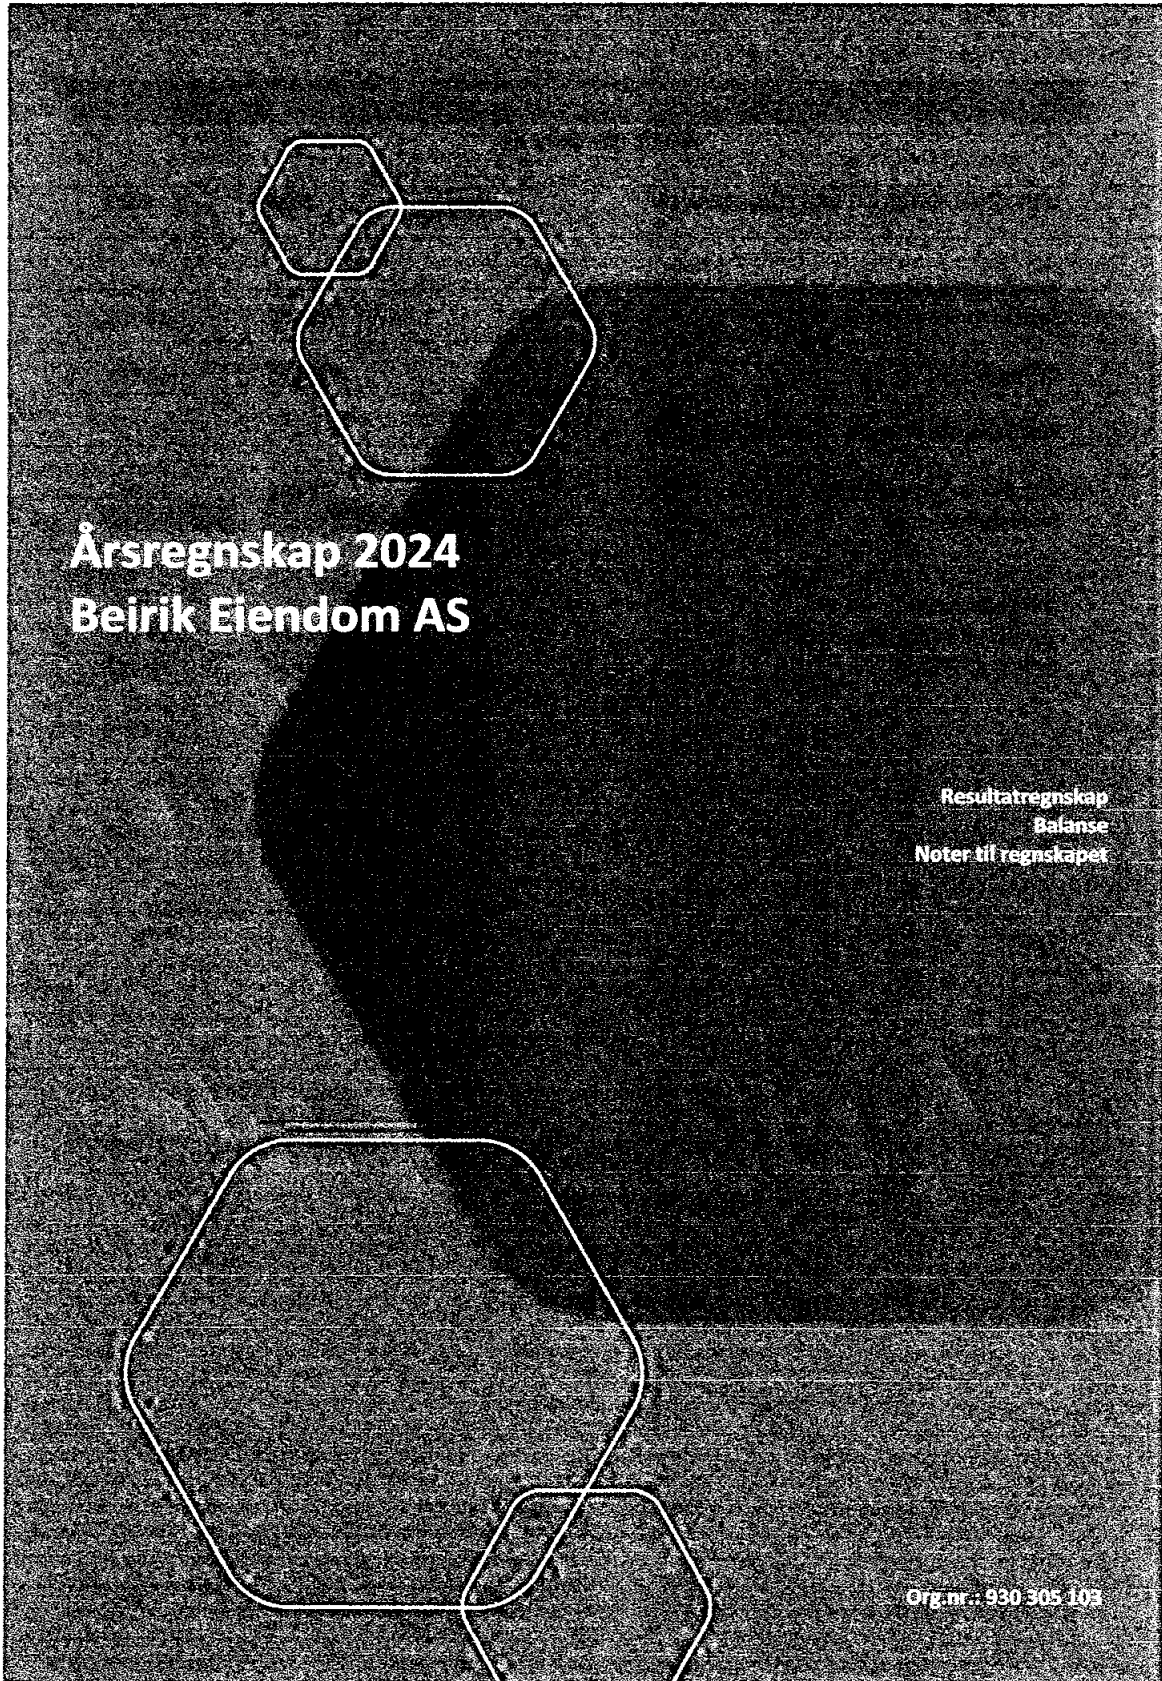 Årsregnskap 2024
Beirik Eiendom AS
Resultatregnskap
Balanse
Noter til regnskapet
Org.nr.: 930 305 103